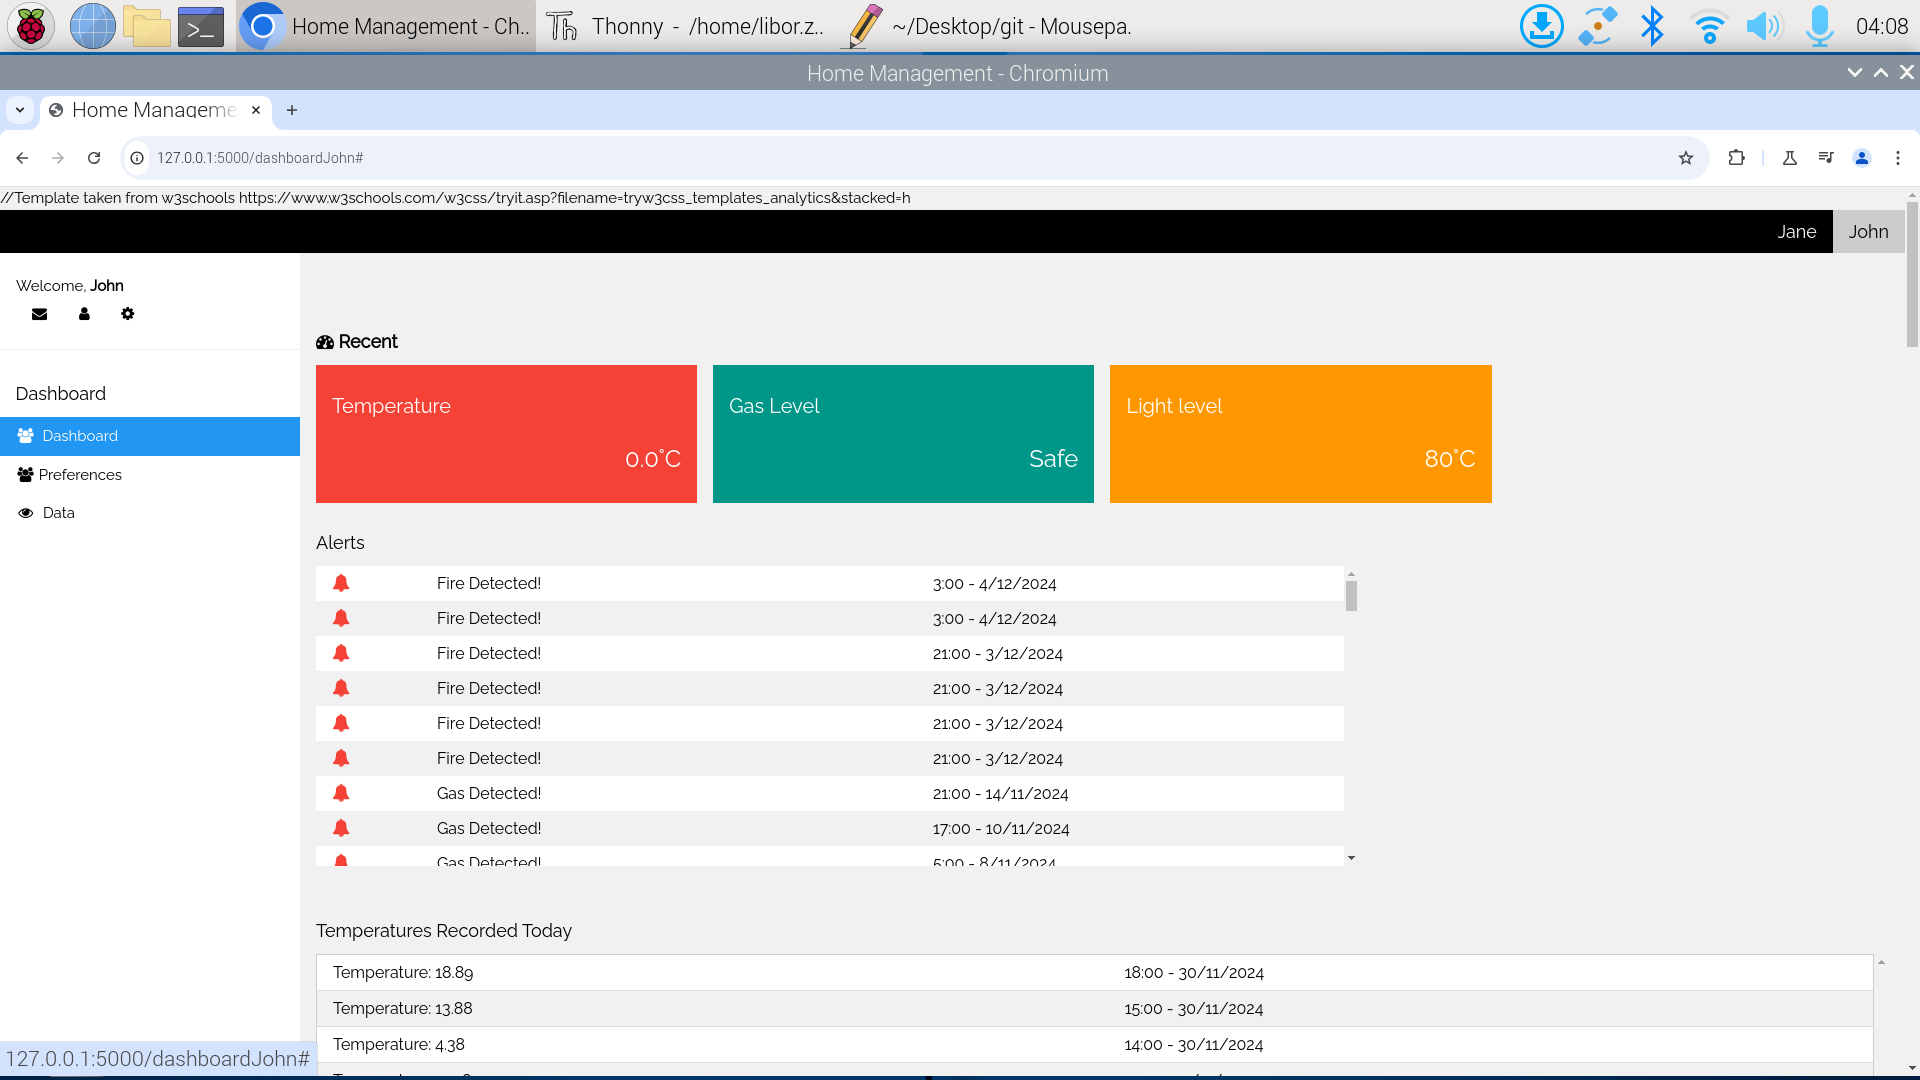 Home Management - Ch..
Thonny - /home/libor.z..
~/Desktop/git - Mousepa.
04:08
Home Management - Chromium
Home Manageme
127.0.0.1:5000/dashboardJohn#
//Template taken from w3schools https://www.w3schools.com/w3css/tryit.asp?filename=tryw3css_templates_analytics&stacked=h
Jane
John
Welcome, John
Dashboard
Dashboard
Preferences
Data
Recent
Temperature
0.0°C
Gas Level
Safe
Light level
80°C
Alerts
Fire Detected! 3:00 - 4/12/2024
Fire Detected! 3:00 - 4/12/2024
Fire Detected! 21:00 - 3/12/2024
Fire Detected! 21:00 - 3/12/2024
Fire Detected! 21:00 - 3/12/2024
Fire Detected! 21:00 - 3/12/2024
Gas Detected! 21:00 - 14/11/2024
Gas Detected! 17:00 - 10/11/2024
Gas Detected! 5:00 - 8/11/2024
Temperatures Recorded Today
Temperature: 18.89 18:00 - 30/11/2024
Temperature: 13.88 15:00 - 30/11/2024
Temperature: 4.38 14:00 - 30/11/2024
127.0.0.1:5000/dashboardJohn#